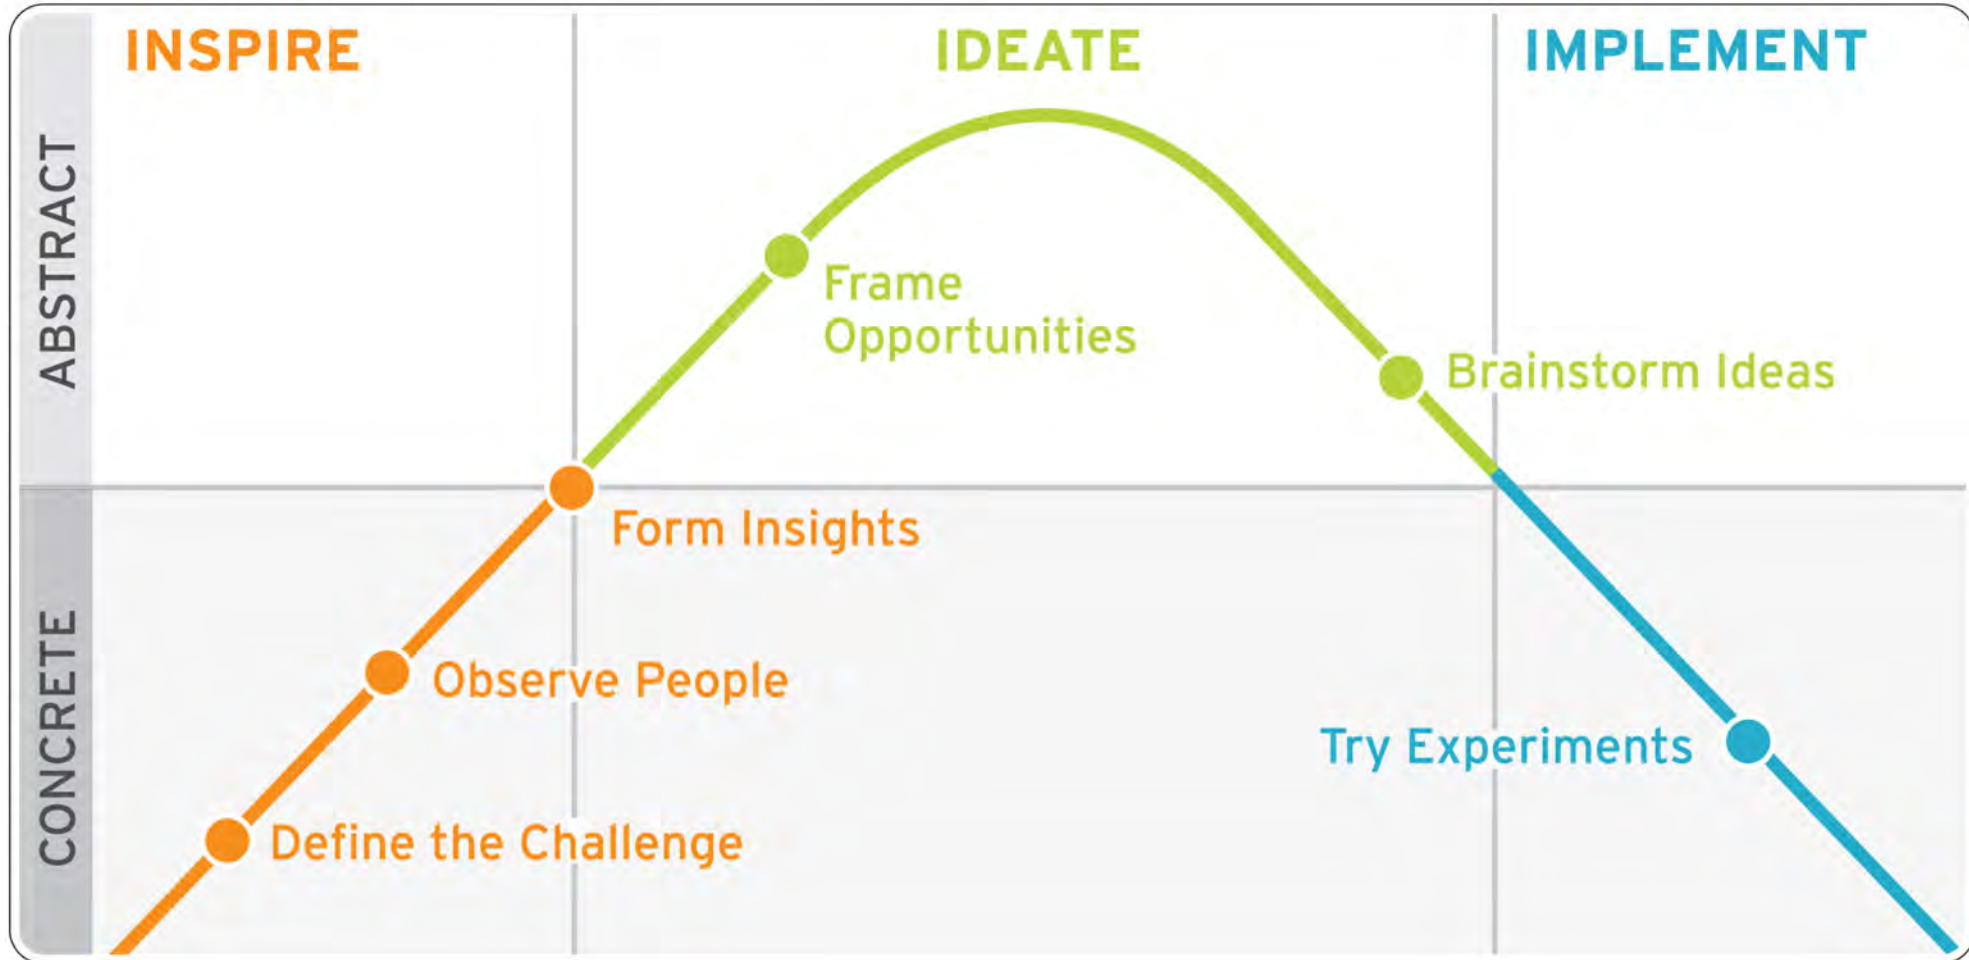 INSPIRE
IDEATE
IMPLEMENT
ABSTRACT
Frame
Opportunities
Brainstorm Ideas
Form Insights
CONCRETE
Observe People
Try Experiments
Define the Challenge